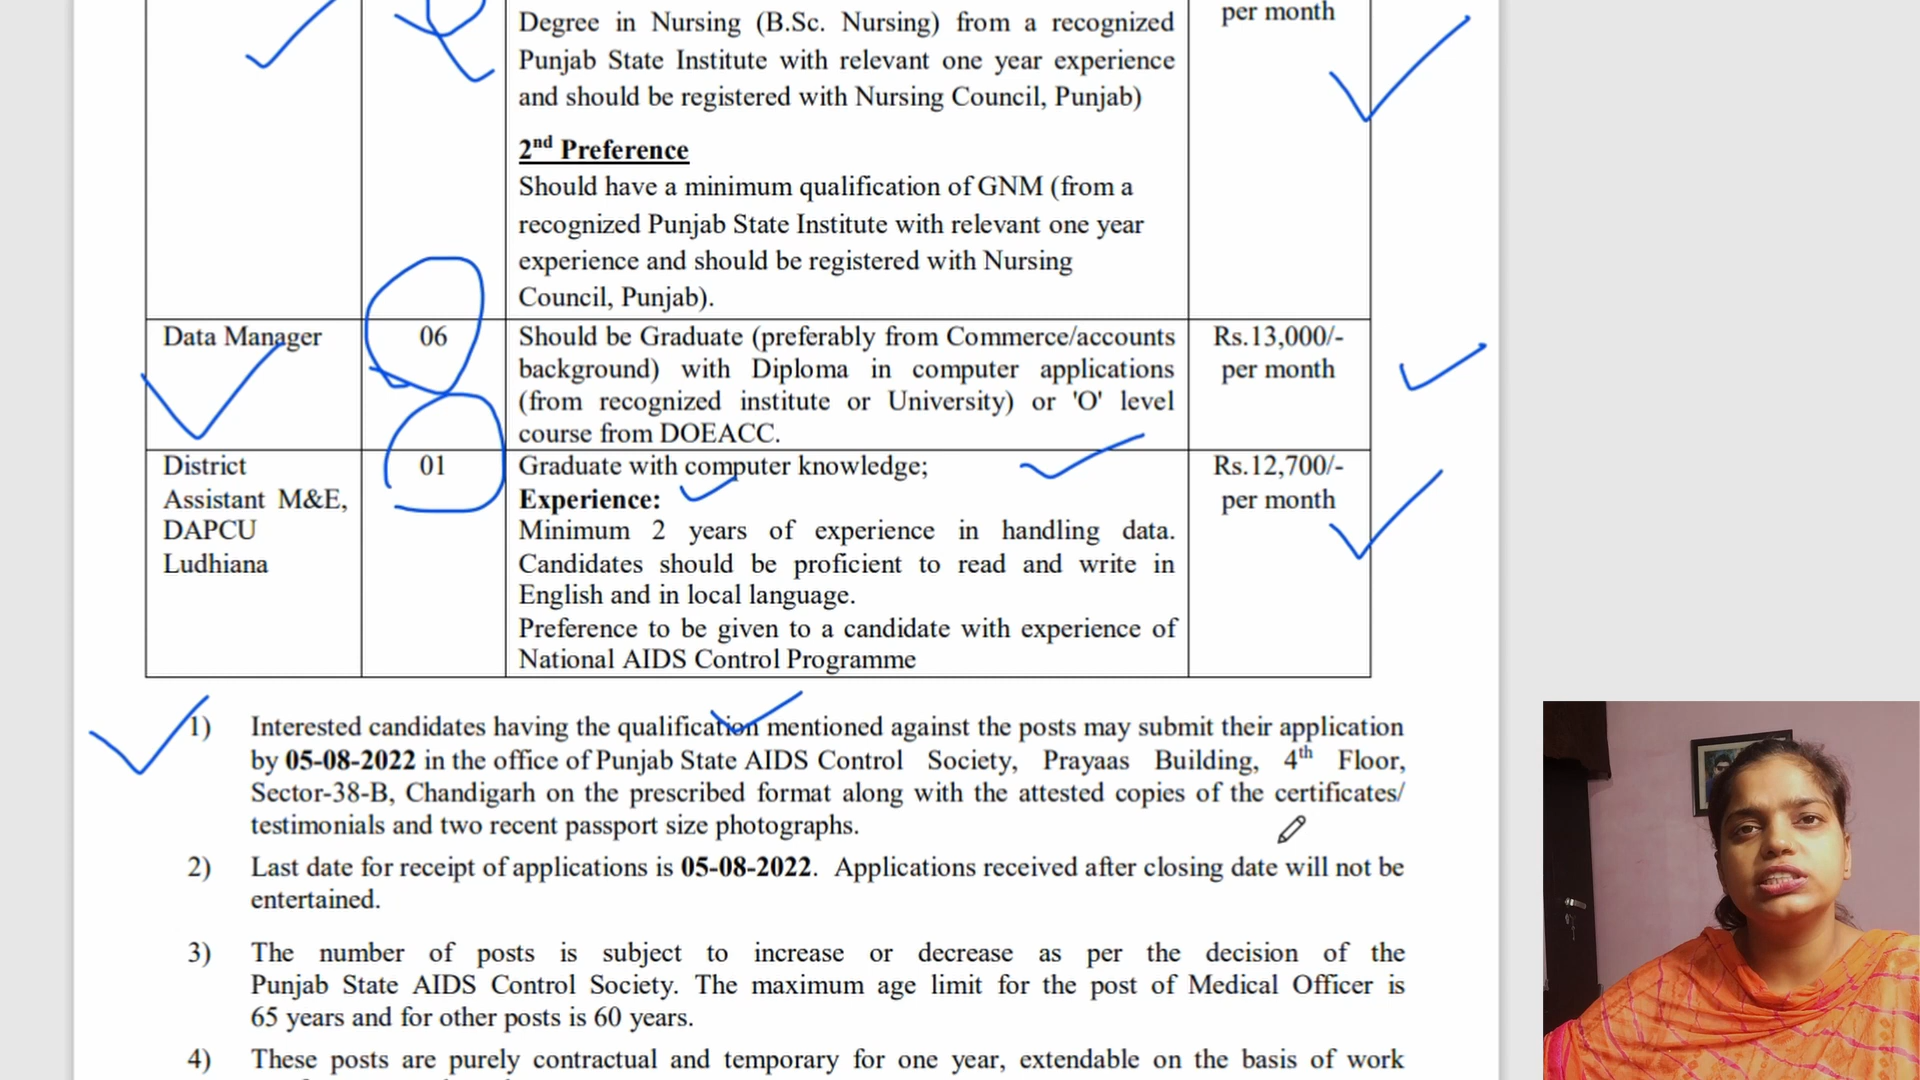 Degree in Nursing (B.Sc. Nursing) from a recognized
per month
Punjab State Institute with relevant one year experience
and should be registered with Nursing Council, Punjab)
2nd Preference
Should have a minimum qualification of GNM (from a
recognized Punjab State Institute with relevant one year
experience and should be registered with Nursing
Council, Punjab).
Data Manager
06
Should be Graduate (preferably from Commerce/accounts
background) with Diploma in computer applications
(from recognized institute or University) or 'O' level
course from DOEACC.
Rs.13,000/-
per month
District
Assistant M&E,
DAPCU
Ludhiana
01
Graduate with computer knowledge;
Experience:
Minimum 2 years of experience in handling data.
Candidates should be proficient to read and write in
English and in local language.
Preference to be given to a candidate with experience of
National AIDS Control Programme
Rs.12,700/-
per month
1) Interested candidates having the qualification mentioned against the posts may submit their application
by 05-08-2022 in the office of Punjab State AIDS Control Society, Prayaas Building, 4th Floor,
Sector-38-B, Chandigarh on the prescribed format along with the attested copies of the certificates/
testimonials and two recent passport size photographs.
2) Last date for receipt of applications is 05-08-2022. Applications received after closing date will not be
entertained.
3) The number of posts is subject to increase or decrease as per the decision of the
Punjab State AIDS Control Society. The maximum age limit for the post of Medical Officer is
65 years and for other posts is 60 years.
4) These posts are purely contractual and temporary for one year, extendable on the basis of work